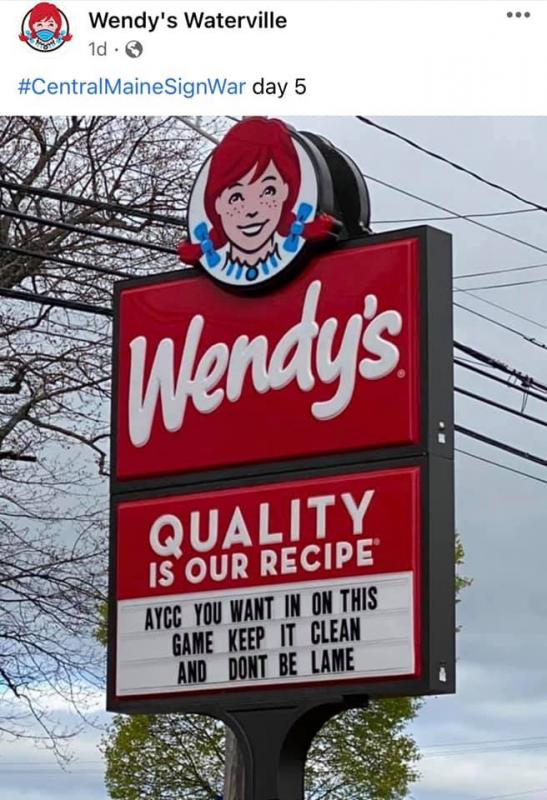 Wendy's Waterville
1d ·
#CentralMaineSignWar day 5
Wendy's
QUALITY
IS OUR RECIPE
AYCC YOU WANT IN ON THIS
GAME KEEP IT CLEAN
AND DONT BE LAME